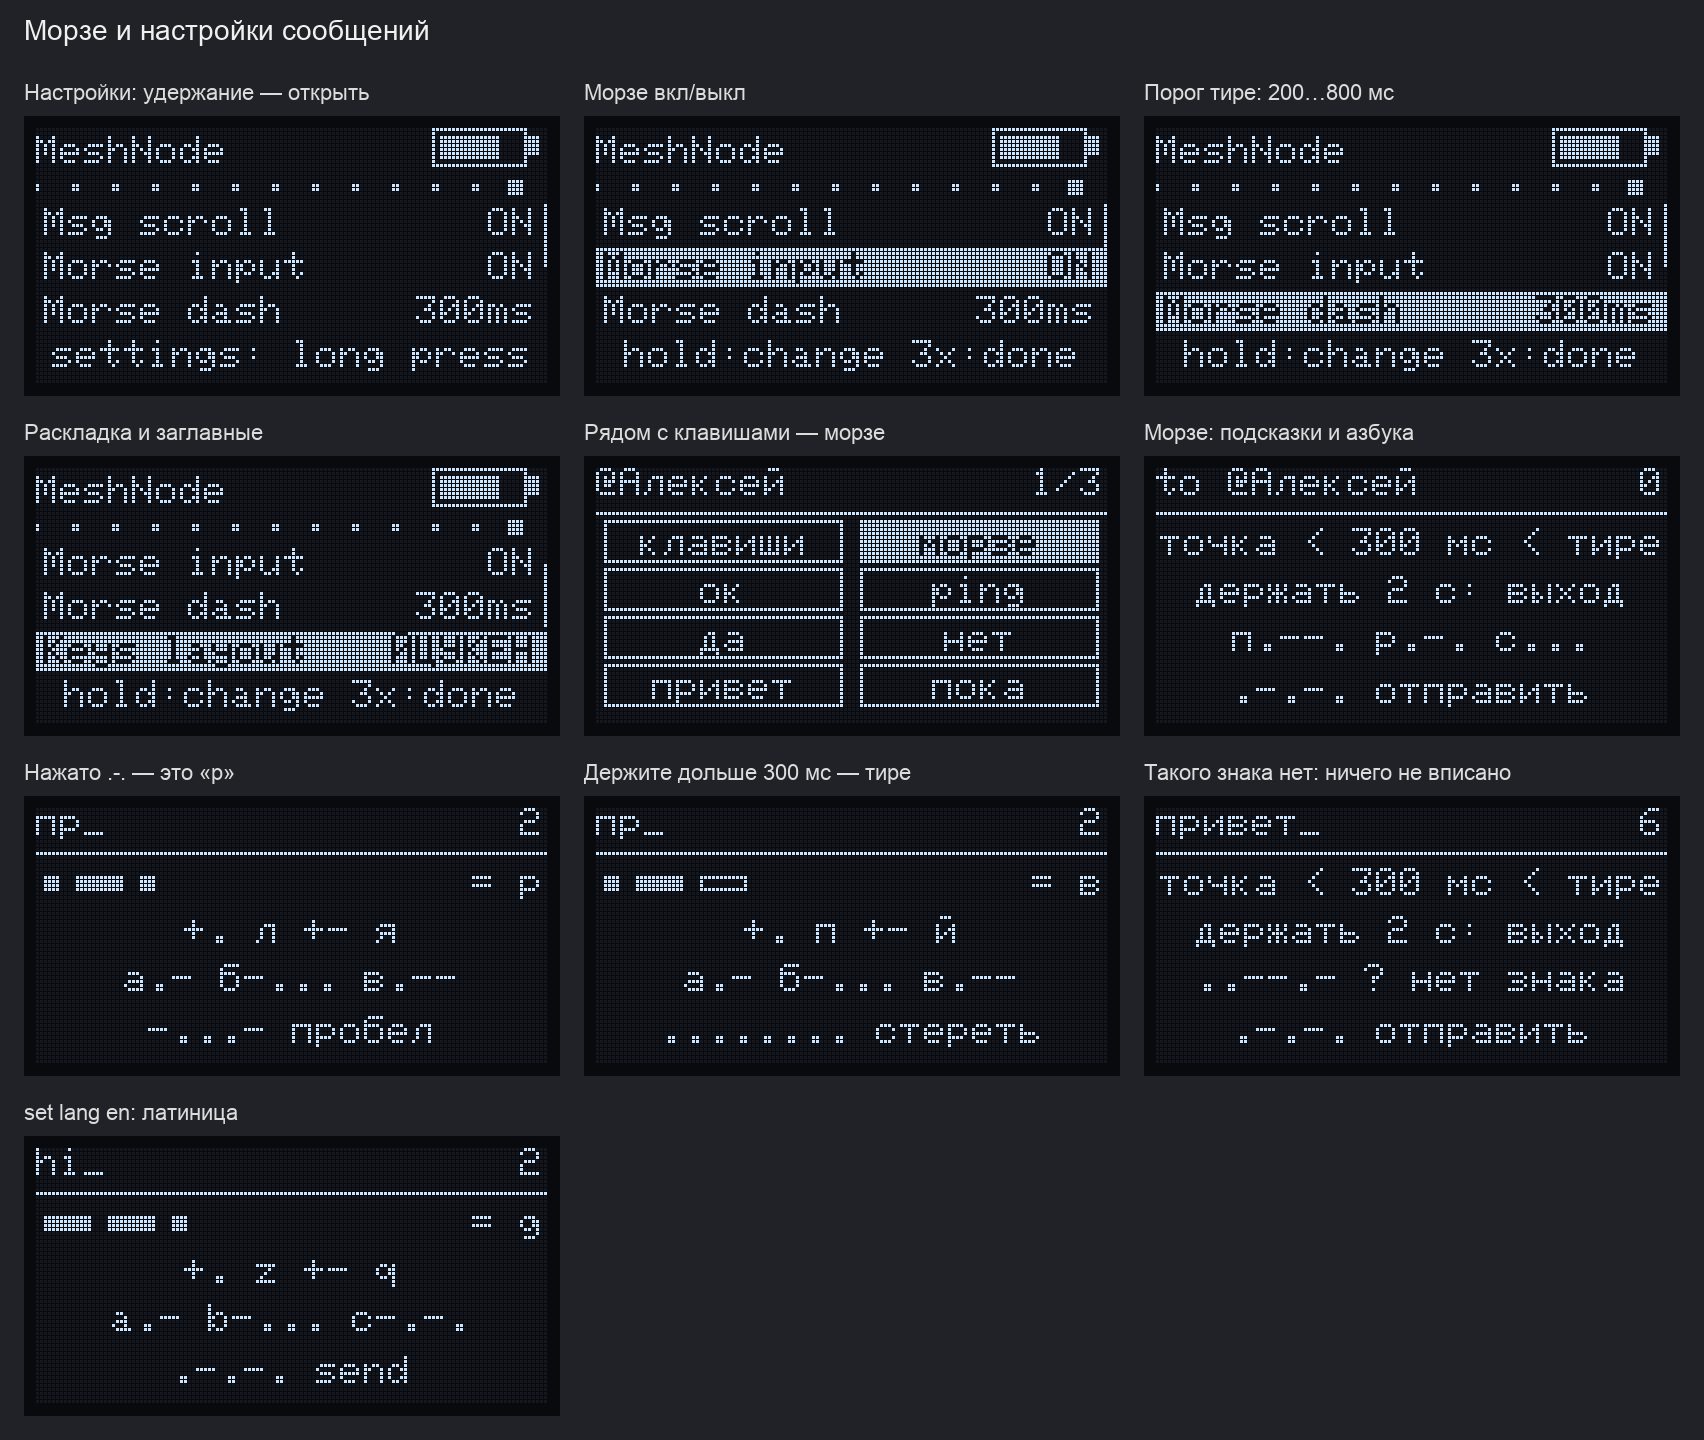 Морзе и настройки сообщений
Настройки: удержание — открыть
MeshNode
Msg scroll ON
Morse input ON
Morse dash 300ms
settings: long press
Морзе вкл/выкл
MeshNode
Msg scroll ON
Morse input ON
Morse dash 300ms
hold:change 3x:done
Порог тире: 200…800 мс
MeshNode
Msg scroll ON
Morse input ON
Morse dash 300ms
hold:change 3x:done
Раскладка и заглавные
MeshNode
Morse input ON
Morse dash 300ms
Keys layout ЙЦУКЕН
hold:change 3x:done
Рядом с клавишами — морзе
@Алексей 1/3
клавиши морзе
ок ping
да нет
привет пока
Морзе: подсказки и азбука
to @Алексей 0
точка < 300 мс < тире
держать 2 с: выход
п.--. р.-. с...
.-.-. отправить
Нажато .-. — это «р»
пр_ 2
= р
+. л +- я
а.- б-... в.--
-...- пробел
Держите дольше 300 мс — тире
пр_ 2
= в
+. п +- й
а.- б-... в.--
........ стереть
Такого знака нет: ничего не вписано
привет_ 6
точка < 300 мс < тире
держать 2 с: выход
..--.- ? нет знака
.-.-. отправить
set lang en: латиница
hi_ 2
= g
+. z +- q
a.- b-... c-.-.
.-.-. send